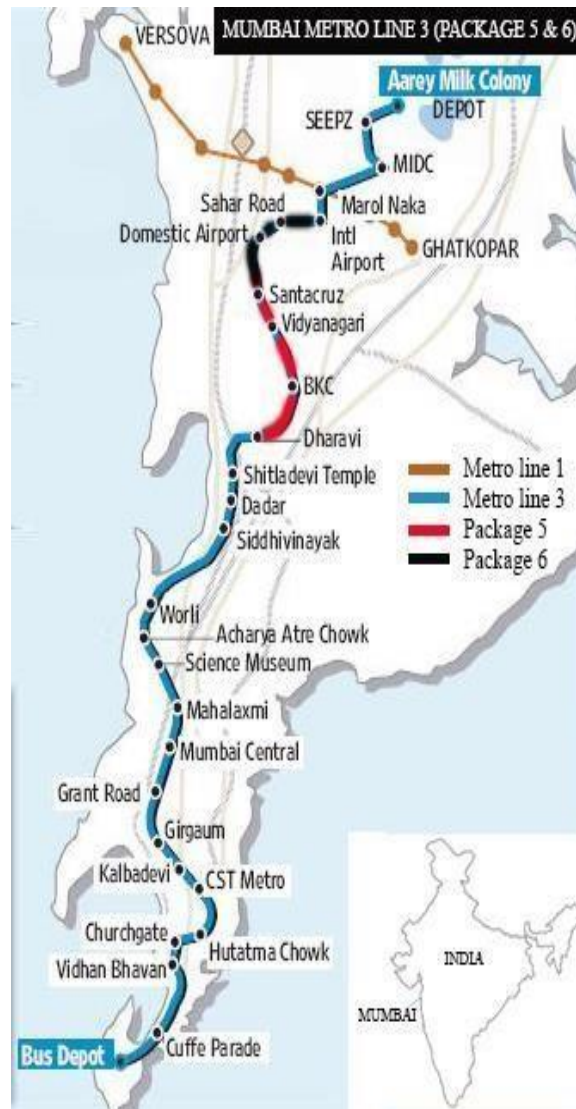 MUMBAI METRO LINE 3 (PACKAGE 5 & 6)
VERSOVA
Aarey Milk Colony
DEPOT
SEEPZ
MIDC
Marol Naka
Sahar Road
Domestic Airport
Intl
Airport
GHATKOPAR
Santacruz
Vidyanagari
BKC
Dharavi
Shitladevi Temple
Dadar
Siddhivinayak
Metro line 1
Metro line 3
Package 5
Package 6
Worli
Acharya Atre Chowk
Science Museum
Mahalaxmi
Mumbai Central
Grant Road
Girgaum
Kalbadevi
CST Metro
Churchgate
Hutatma Chowk
Vidhan Bhavan
Cuffe Parade
Bus Depot
INDIA
MUMBAI